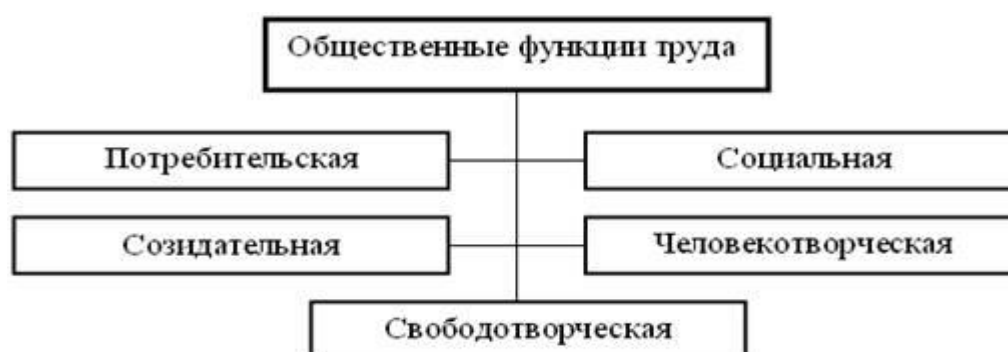 Общественные функции труда
Потребительская
Социальная
Созидательная
Человекотворческая
Свободотворческая